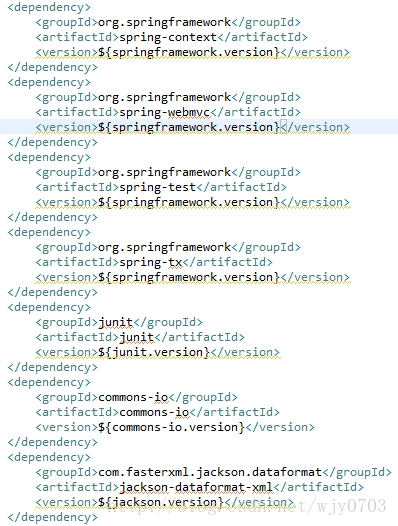 <dependency>
<groupId>org.springframework</groupId>
<artifactId>spring-context</artifactId>
<version>${springframework.version}</version>
</dependency>
<dependency>
<groupId>org.springframework</groupId>
<artifactId>spring-webmvc</artifactId>
<version>${springframework.version}</version>
</dependency>
<dependency>
<groupId>org.springframework</groupId>
<artifactId>spring-test</artifactId>
<version>${springframework.version}</version>
</dependency>
<dependency>
<groupId>org.springframework</groupId>
<artifactId>spring-tx</artifactId>
<version>${springframework.version}</version>
</dependency>
<dependency>
<groupId>junit</groupId>
<artifactId>junit</artifactId>
<version>${junit.version}</version>
</dependency>
<dependency>
<groupId>commons-io</groupId>
<artifactId>commons-io</artifactId>
<version>${commons-io.version}</version>
</dependency>
<dependency>
<groupId>com.fasterxml.jackson.dataformat</groupId>
<artifactId>jackson-dataformat-xml</artifactId>
<version>${jackson.version}</version>
http://blog.csdn.net/wjy0703
</dependency>